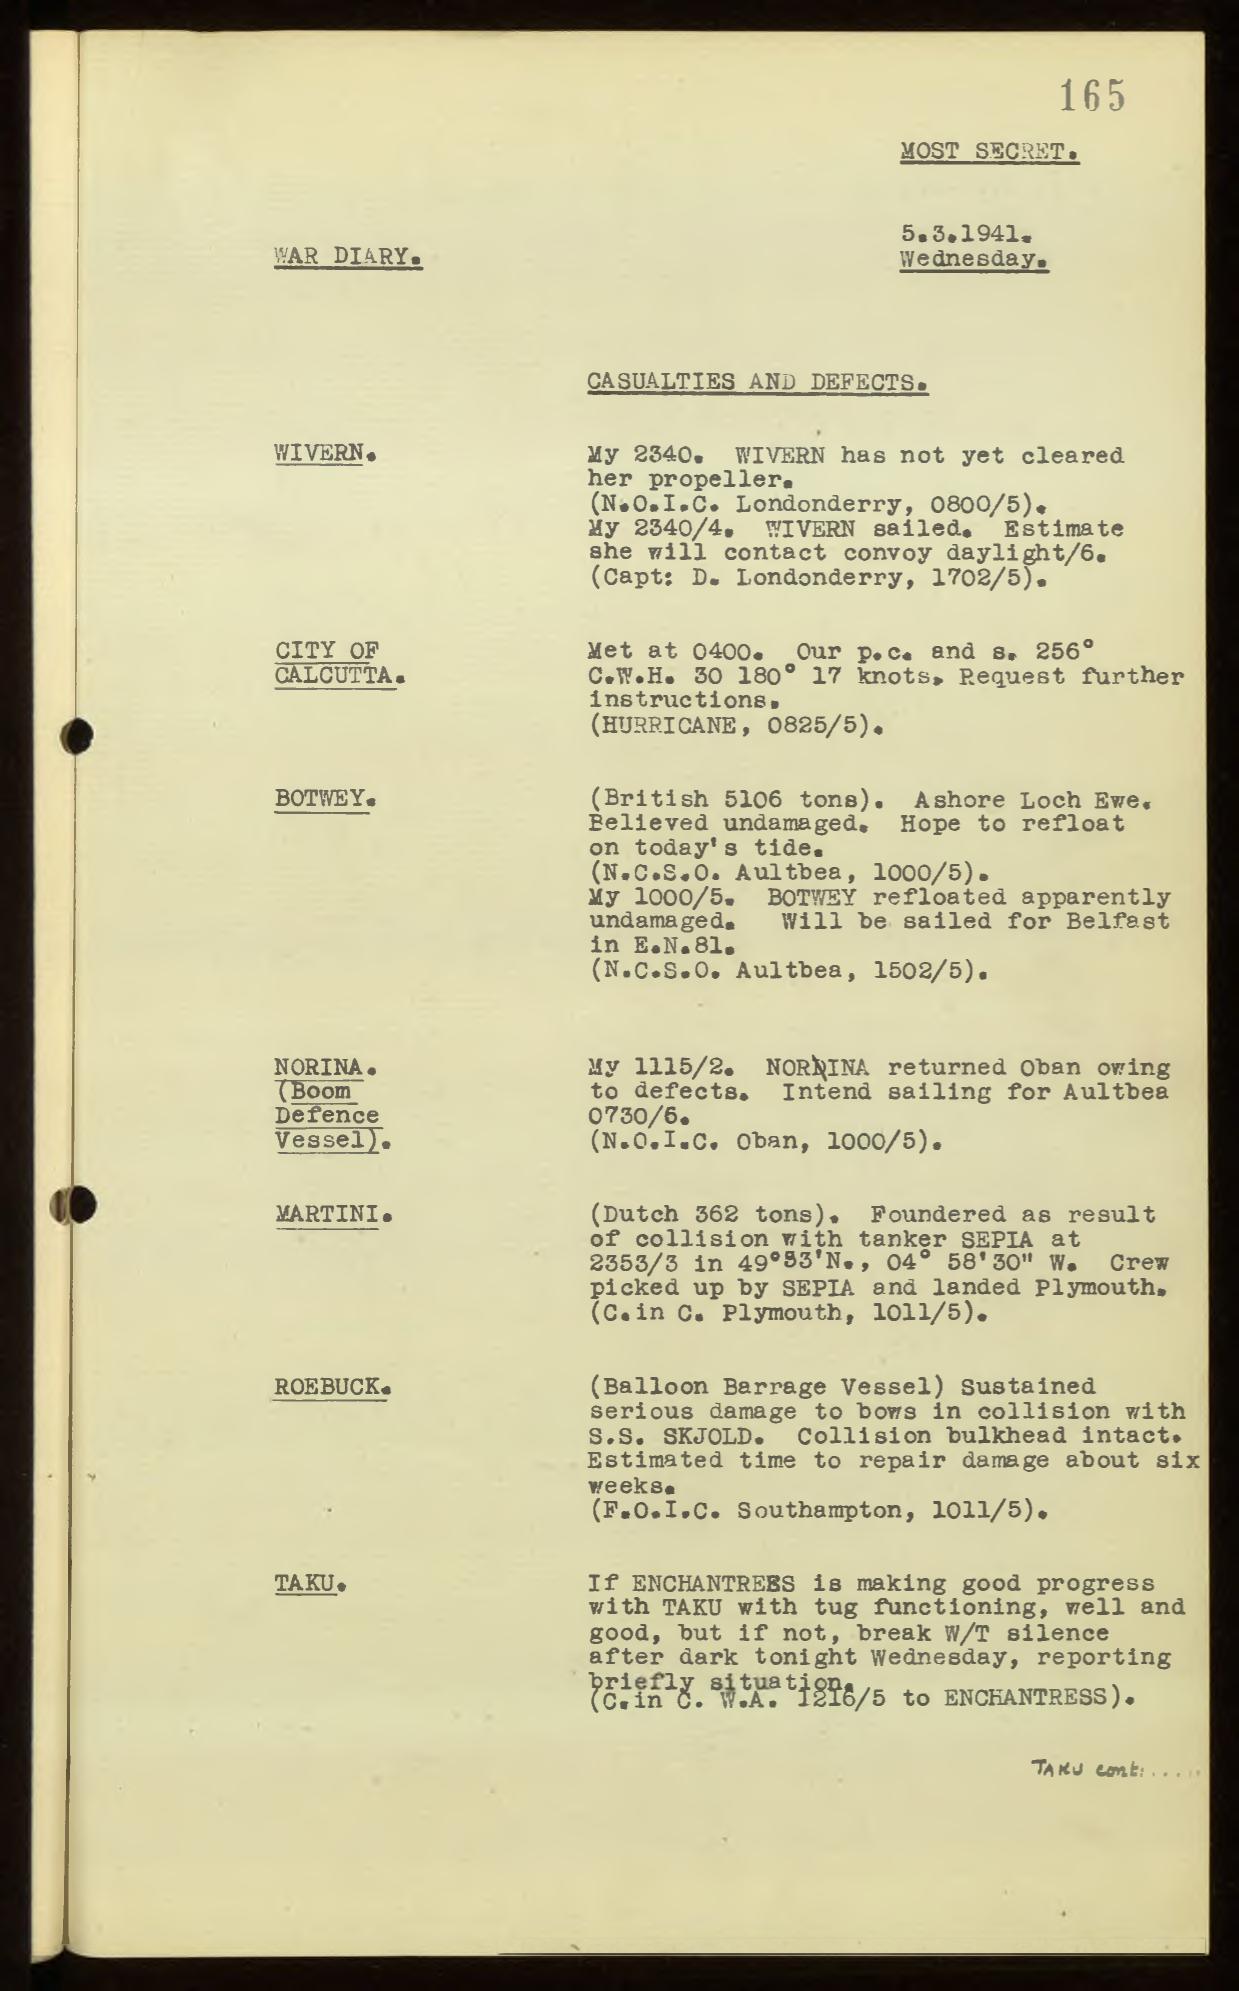 165
MOST SECRET.
5.3.1941.
Wednesday.
WAR DIARY.
CASUALTIES AND DEFECTS.
WIVERN.
My 2340. WIVERN has not yet cleared
her propeller.
(N.O.I.C. Londonderry, 0800/5).
My 2340/4. WIVERN sailed. Estimate
she will contact convoy daylight/6.
(Capt: D. Londonderry, 1702/5).
CITY OF
CALCUTTA.
Met at 0400. Our p.c. and s. 256°
C.W.H. 30 180° 17 knots. Request further
instructions.
(HURRICANE, 0825/5).
BOTWEY.
(British 5106 tons). Ashore Loch Ewe.
Believed undamaged. Hope to refloat
on today's tide.
(N.C.S.O. Aultbea, 1000/5).
My 1000/5. BOTWEY refloated apparently
undamaged. Will be sailed for Belfast
in E.N.81.
(N.C.S.O. Aultbea, 1502/5).
NORINA.
(Boom
Defence
Vessel).
My 1115/2. NORINA returned Oban owing
to defects. Intend sailing for Aultbea
0730/6.
(N.O.I.C. Oban, 1000/5).
MARTINI.
(Dutch 362 tons). Foundered as result
of collision with tanker SEPIA at
2353/3 in 49°53'N., 04° 58'30" W. Crew
picked up by SEPIA and landed Plymouth.
(C.in C. Plymouth, 1011/5).
ROEBUCK.
(Balloon Barrage Vessel) Sustained
serious damage to bows in collision with
S.S. SKJOLD. Collision bulkhead intact.
Estimated time to repair damage about six
weeks.
(F.O.I.C. Southampton, 1011/5).
TAKU.
If ENCHANTRESS is making good progress
with TAKU with tug functioning, well and
good, but if not, break W/T silence
after dark tonight Wednesday, reporting
briefly situation.
(C.in C. W.A. 1216/5 to ENCHANTRESS).
TAKU cont:.....